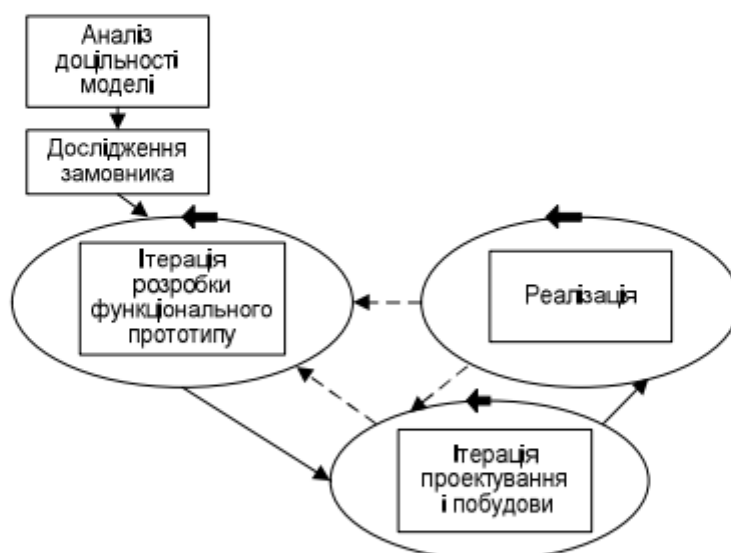 Аналіз
доцільності
моделі
Дослідження
замовника
Ітерація
розробки
функціонального
прототипу
Реалізація
Ітерація
проектування
і побудови